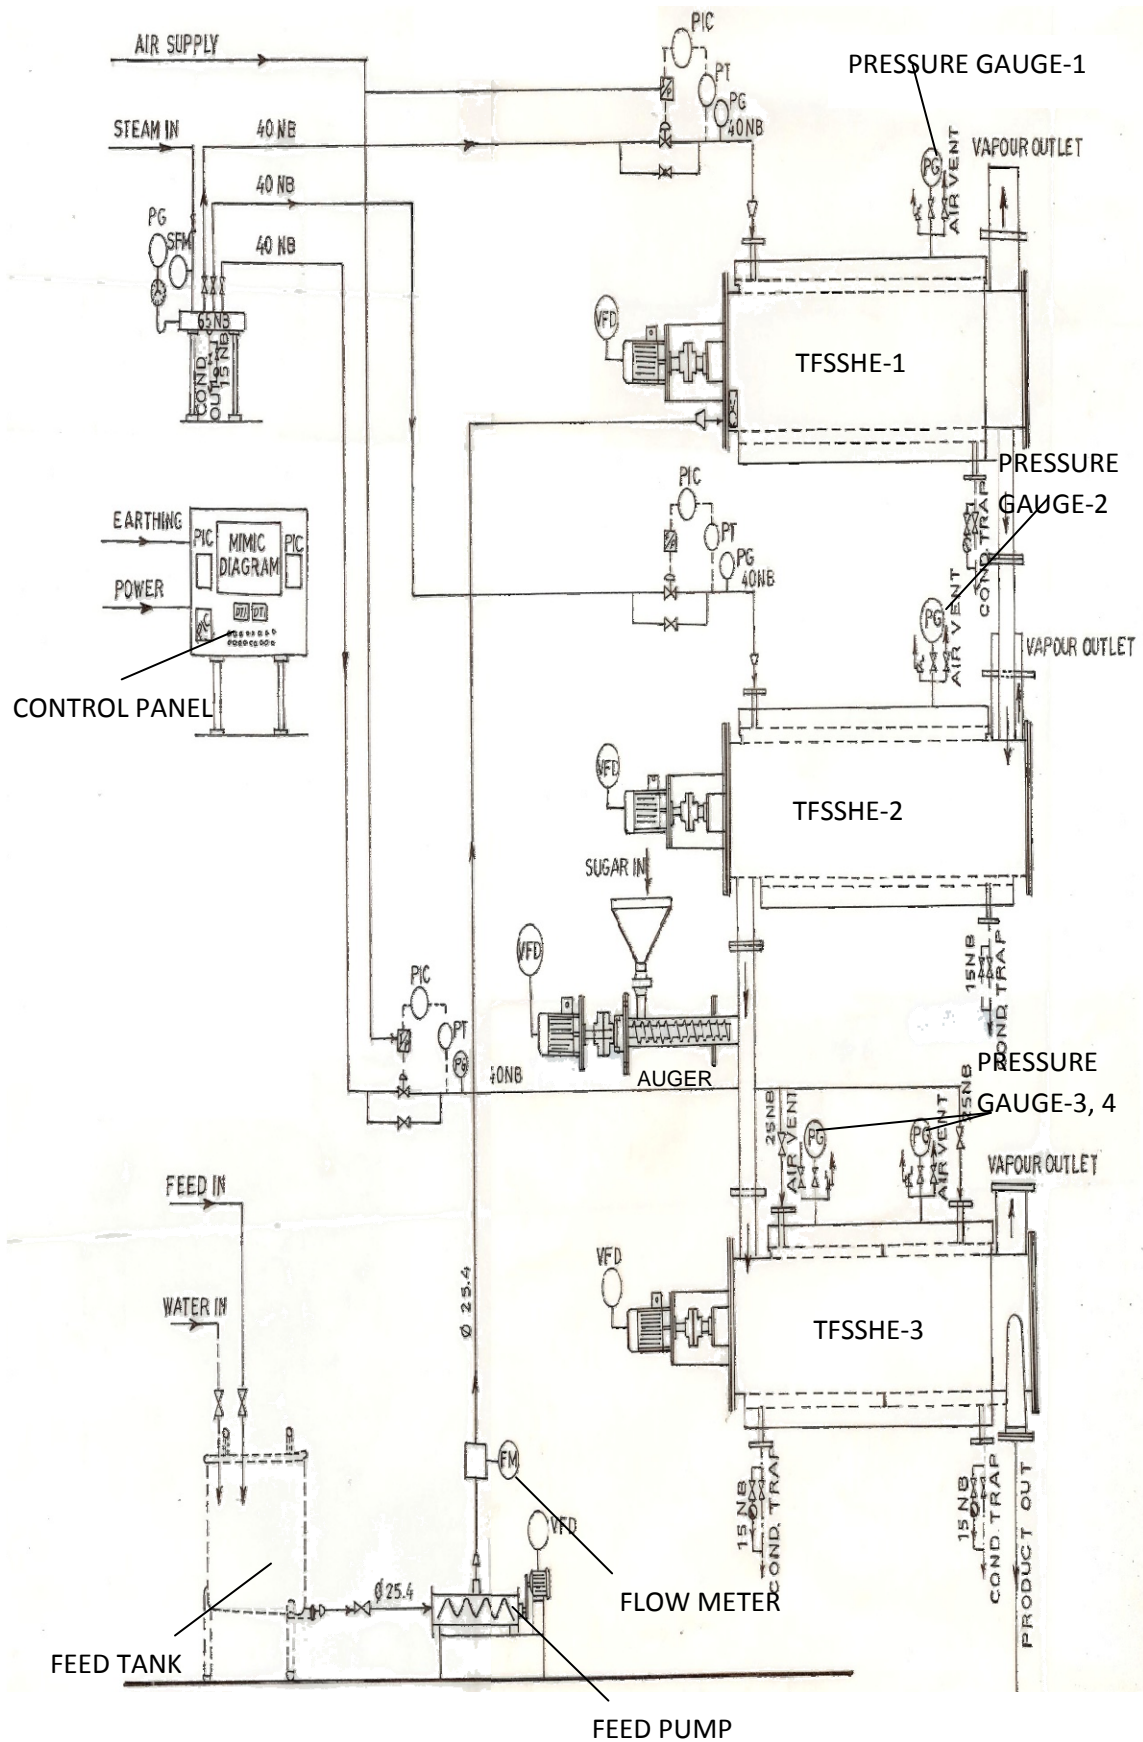 AIR SUPPLY
PIC
PT
PG
40NB
PRESSURE GAUGE-1
STEAM IN
40 NB
40 NB
40 NB
PG
SFM
PG
AIR VENT
VAPOUR OUTLET
VFD
TFSSHE-1
COND
OUT
15 NB
PRESSURE
GAUGE-2
COND. TRAP
EARTHING
POWER
PIC
MIMIC
DIAGRAM
PIC
CONTROL PANEL
PIC
PT
PG
40NB
PG
AIR VENT
VAPOUR OUTLET
VFD
TFSSHE-2
15NB
COND. TRAP
SUGAR IN
VFD
AUGER
PIC
PT
PG
40NB
PRESSURE
GAUGE-3, 4
25NB
AIR VENT
PG
PG
AIR VENT
25NB
VAPOUR OUTLET
VFD
TFSSHE-3
15NB
COND. TRAP
15NB
COND. TRAP
PRODUCT OUT
FEED IN
WATER IN
Ø 25.4
FM
VFD
Ø 25.4
FLOW METER
FEED TANK
FEED PUMP